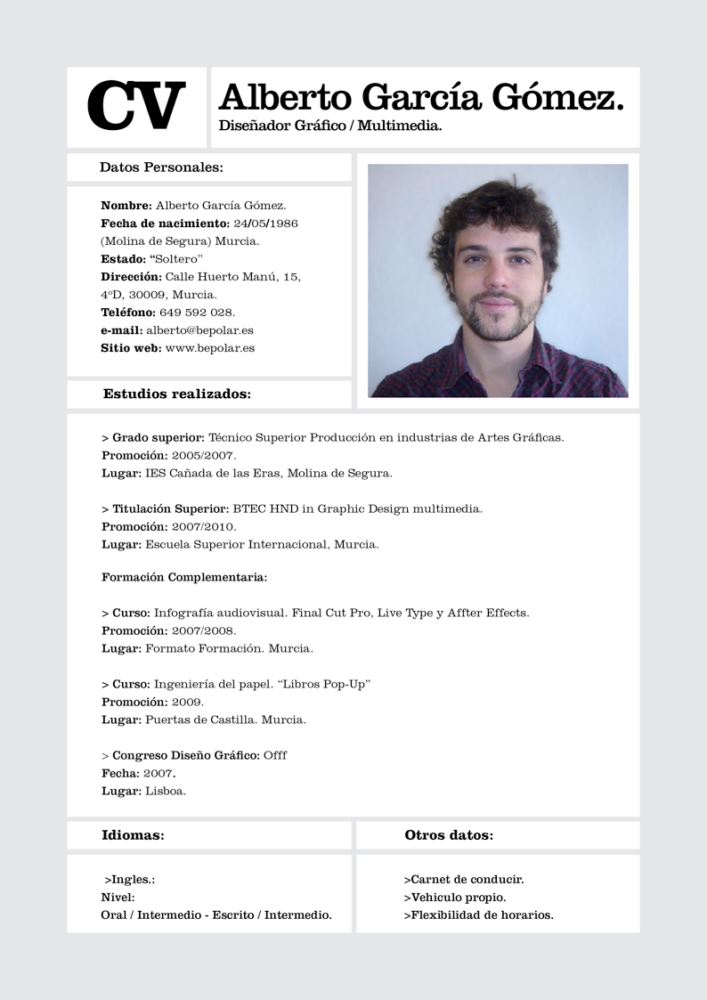 CV
Alberto García Gómez.
Diseñador Gráfico / Multimedia.
Datos Personales:
Nombre: Alberto García Gómez.
Fecha de nacimiento: 24/05/1986
(Molina de Segura) Murcia.
Estado: “Soltero”
Dirección: Calle Huerto Manú, 15,
4ºD, 30009, Murcia.
Teléfono: 649 592 028.
e-mail: alberto@bepolar.es
Sitio web: www.bepolar.es
Estudios realizados:
> Grado superior: Técnico Superior Producción en industrias de Artes Gráficas.
Promoción: 2005/2007.
Lugar: IES Cañada de las Eras, Molina de Segura.
> Titulación Superior: BTEC HND in Graphic Design multimedia.
Promoción: 2007/2010.
Lugar: Escuela Superior Internacional, Murcia.
Formación Complementaria:
> Curso: Infografía audiovisual. Final Cut Pro, Live Type y Affter Effects.
Promoción: 2007/2008.
Lugar: Formato Formación. Murcia.
> Curso: Ingeniería del papel. “Libros Pop-Up”
Promoción: 2009.
Lugar: Puertas de Castilla. Murcia.
> Congreso Diseño Gráfico: Offf
Fecha: 2007.
Lugar: Lisboa.
Idiomas:
>Ingles.:
Nivel:
Oral / Intermedio - Escrito / Intermedio.
Otros datos:
>Carnet de conducir.
>Vehiculo propio.
>Flexibilidad de horarios.